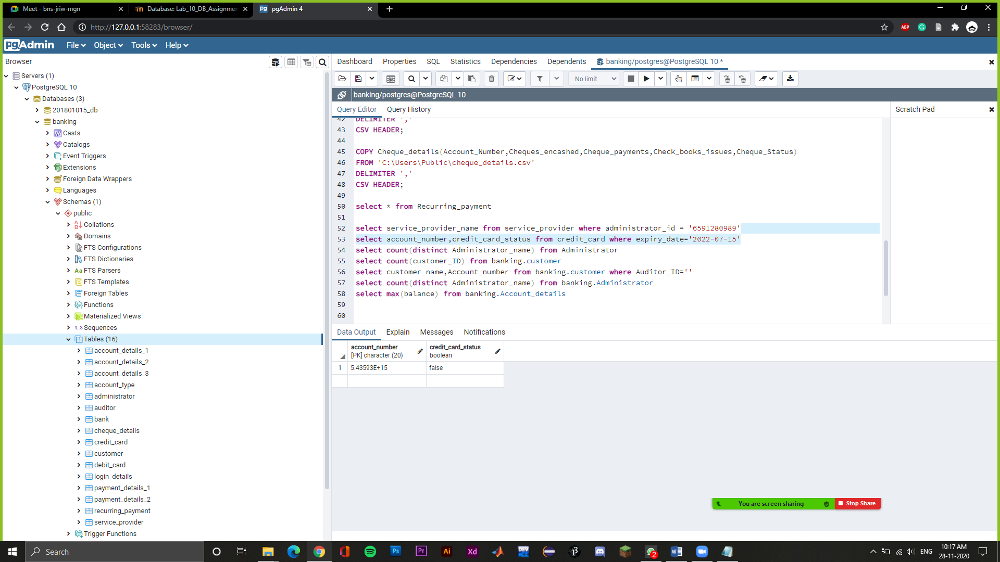 Meet - bns-jriw-mgn
Database: Lab_10_DB_Assignmen
pgAdmin 4
http://127.0.0.1:58283/browser/
ABP
pgAdmin
File
Object
Tools
Help
Browser
Dashboard
Properties
SQL
Statistics
Dependencies
Dependents
banking/postgres@PostgreSQL 10 *
No limit
banking/postgres@PostgreSQL 10
Query Editor
Query History
Scratch Pad
Servers (1)
PostgreSQL 10
Databases (3)
201801015_db
banking
Casts
Catalogs
Event Triggers
Extensions
Foreign Data Wrappers
Languages
Schemas (1)
public
Collations
Domains
FTS Configurations
FTS Dictionaries
Aa FTS Parsers
FTS Templates
Foreign Tables
Functions
Materialized Views
1..3 Sequences
Tables (16)
account_details_1
account_details_2
account_details_3
account_type
administrator
auditor
bank
cheque_details
credit_card
customer
debit_card
login_details
payment_details_1
payment_details_2
recurring_payment
service_provider
Trigger Functions
42 DELIMITER ','
43 CSV HEADER;
44
45 COPY Cheque_details(Account_Number,Cheques_encashed,Cheque_payments,Check_books_issues,Cheque_Status)
46 FROM 'C:\Users\Public\cheque_details.csv'
47 DELIMITER ','
48 CSV HEADER;
49
50 select * from Recurring_payment
51
52 select service_provider_name from service_provider where administrator_id = '6591280989'
53 select account_number,credit_card_status from credit_card where expiry_date='2022-07-15'
54 select count(distinct Administrator_name) from Administrator
55 select count(customer_ID) from banking.customer
56 select customer_name,Account_number from banking.customer where Auditor_ID=''
57 select count(distinct Administrator_name) from banking.Administrator
58 select max(balance) from banking.Account_details
59
60
Data Output
Explain
Messages
Notifications
account_number
[PK] character (20)
credit_card_status
boolean
1 5.43593E+15 false
You are screen sharing
Stop Share
Search
Ps
Pr
Ai
Xd
DEV
2
ENG
10:17 AM
28-11-2020